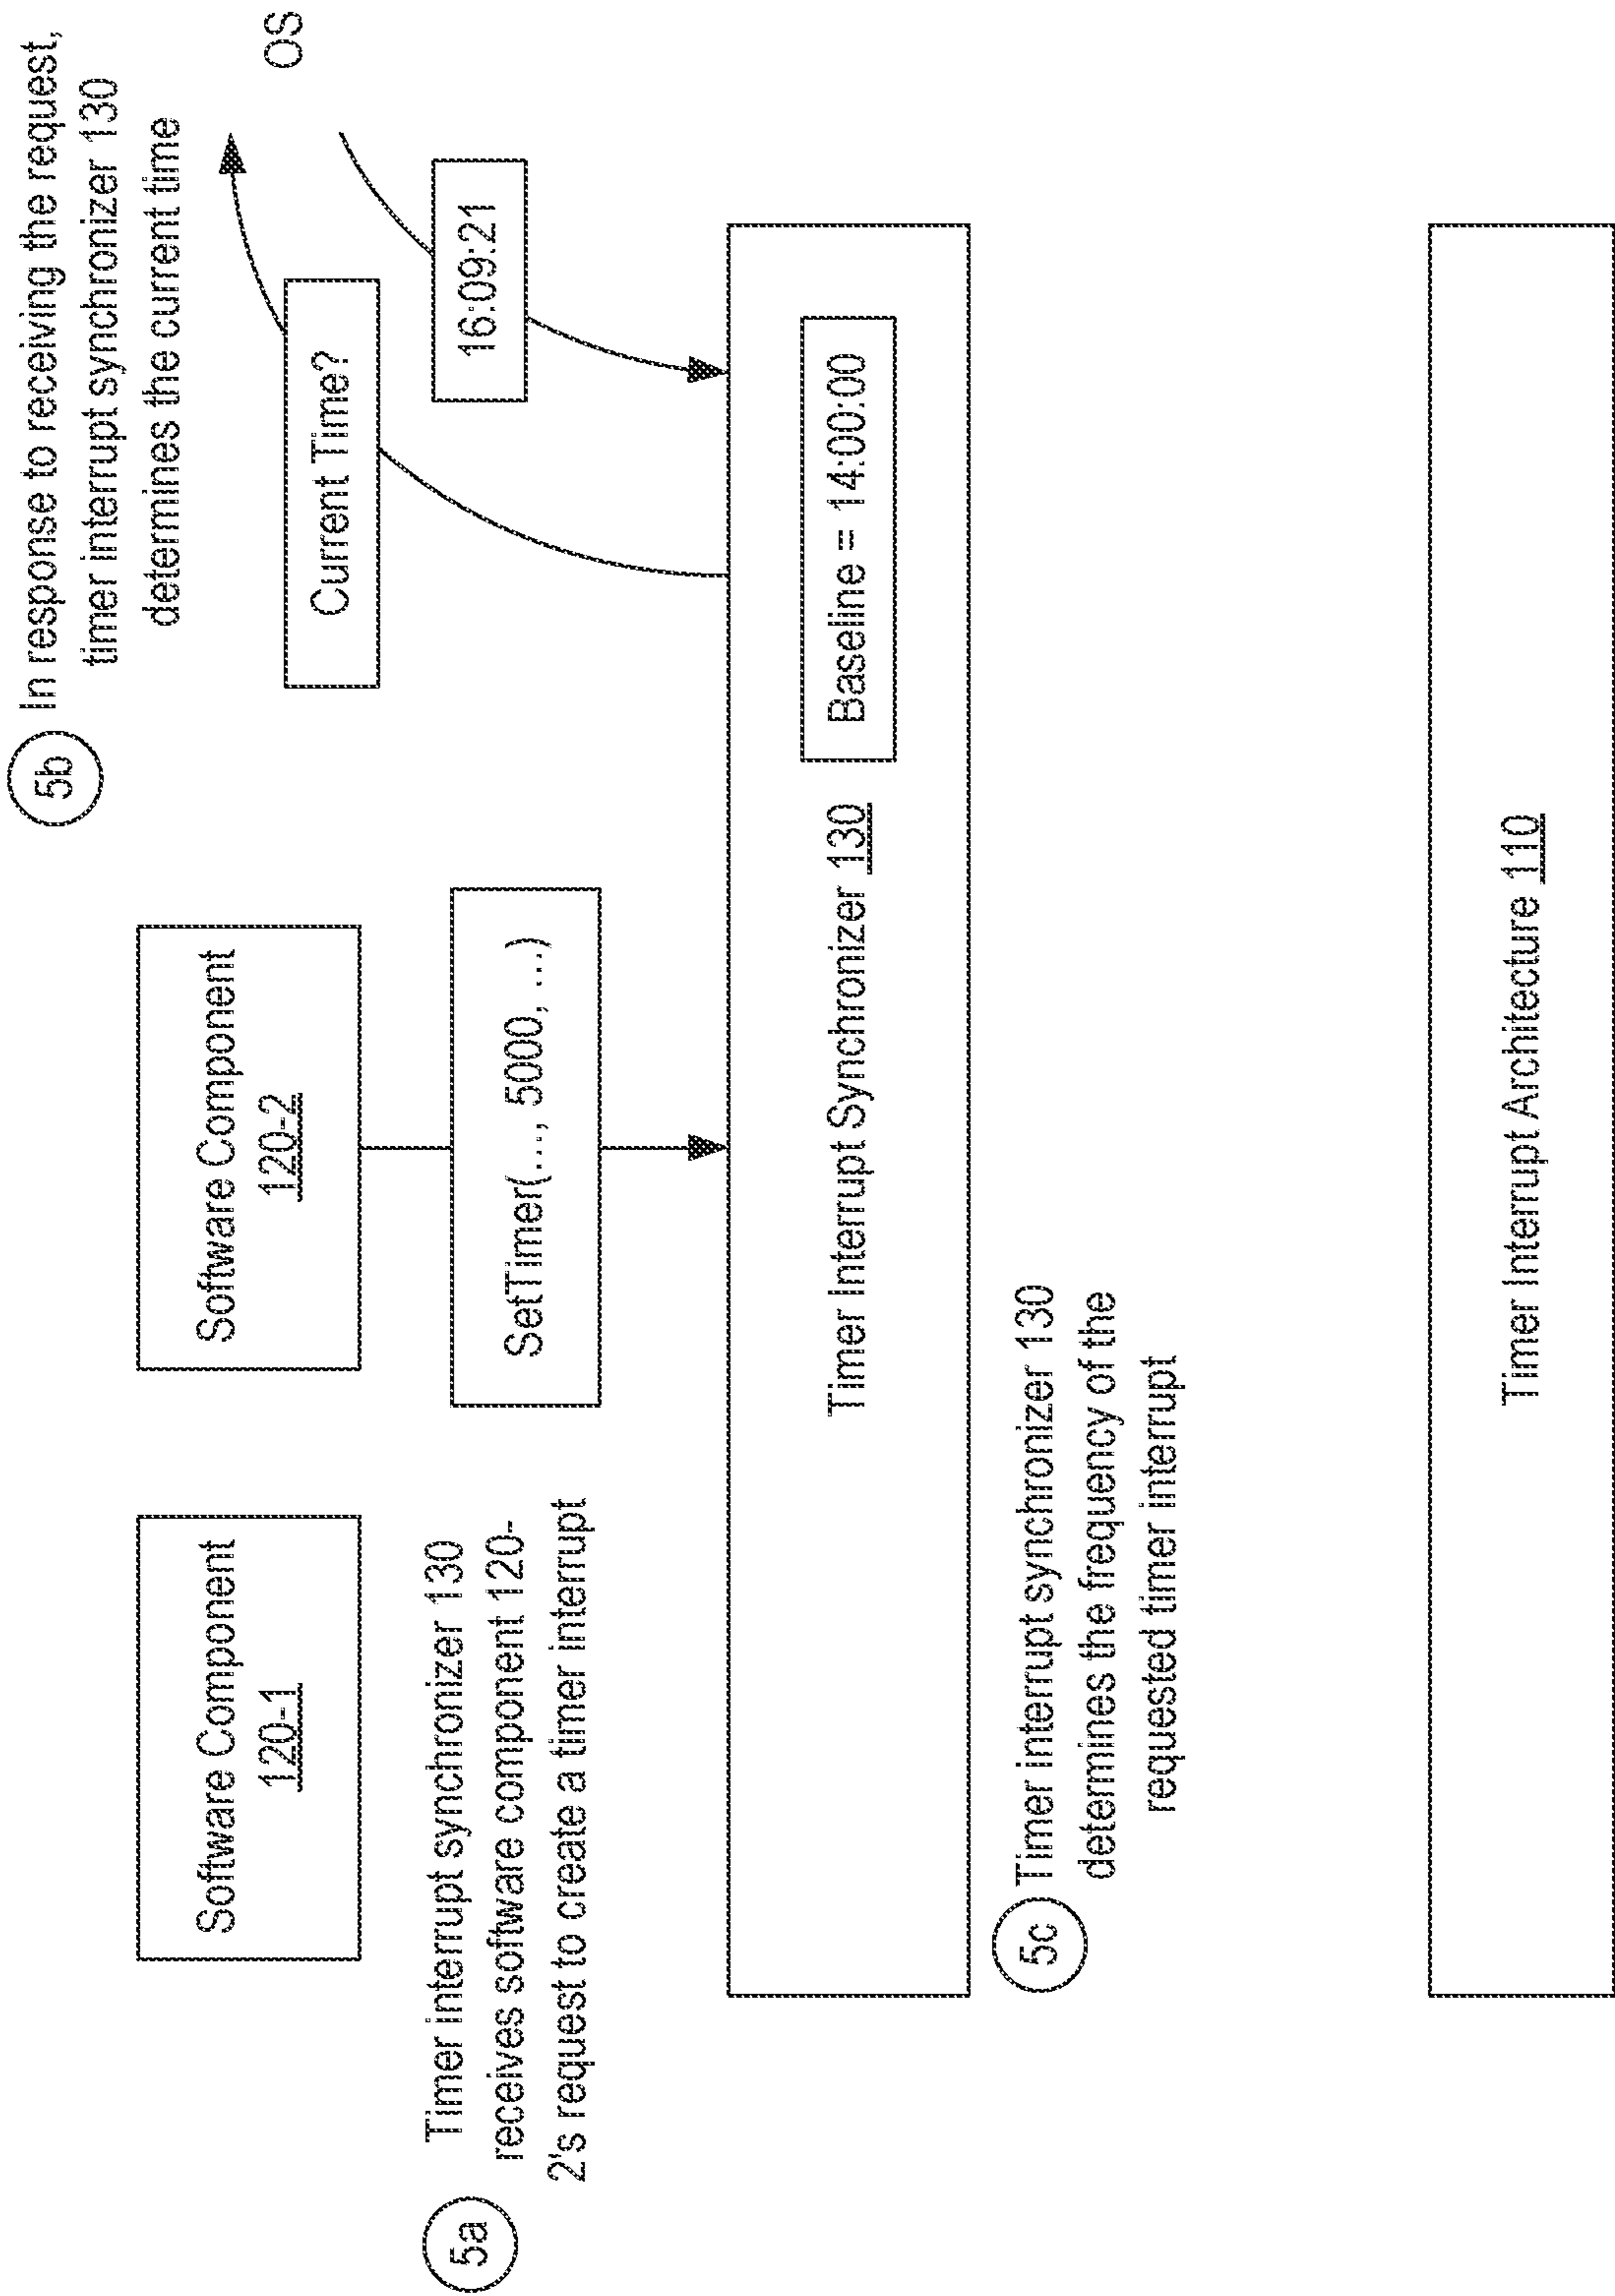 5b
In response to receiving the request,
timer interrupt synchronizer 130
determines the current time
OS
Software Component
120-1
Software Component
120-2
Current Time?
16:09:21
5a
Timer interrupt synchronizer 130
receives software component 120-
2's request to create a timer interrupt
SetTimer(..., 5000, ...)
Timer Interrupt Synchronizer 130
Baseline = 14:00:00
5c
Timer interrupt synchronizer 130
determines the frequency of the
requested timer interrupt
Timer Interrupt Architecture 110